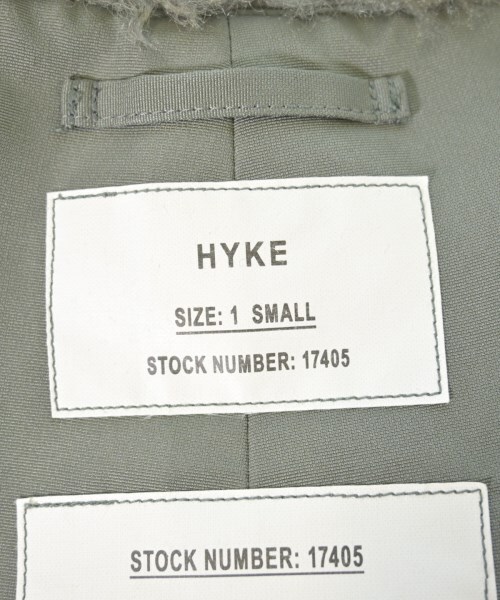 HYKE
SIZE: 1 SMALL
STOCK NUMBER: 17405
STOCK NUMBER: 17405